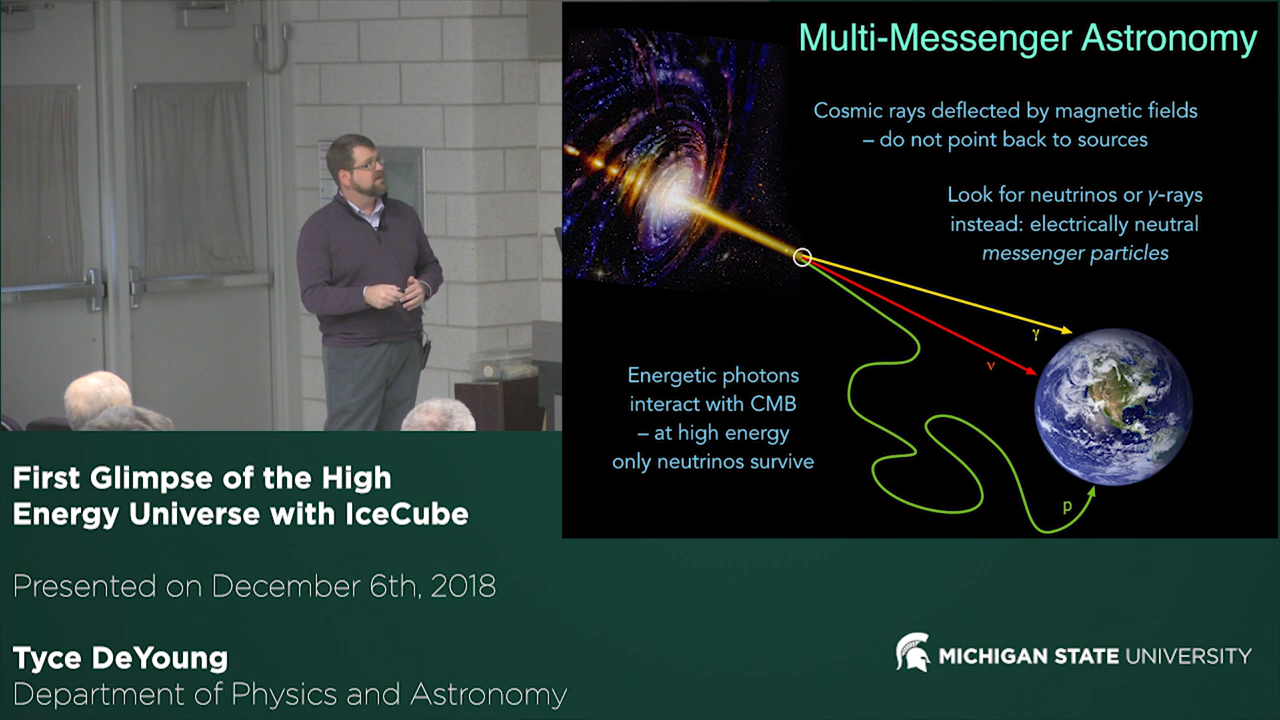 Multi-Messenger Astronomy
Cosmic rays deflected by magnetic fields
– do not point back to sources
Look for neutrinos or γ-rays
instead: electrically neutral
messenger particles
γ
ν
Energetic photons
interact with CMB
– at high energy
only neutrinos survive
p
First Glimpse of the High
Energy Universe with IceCube
Presented on December 6th, 2018
Tyce DeYoung
Department of Physics and Astronomy
MICHIGAN STATE UNIVERSITY